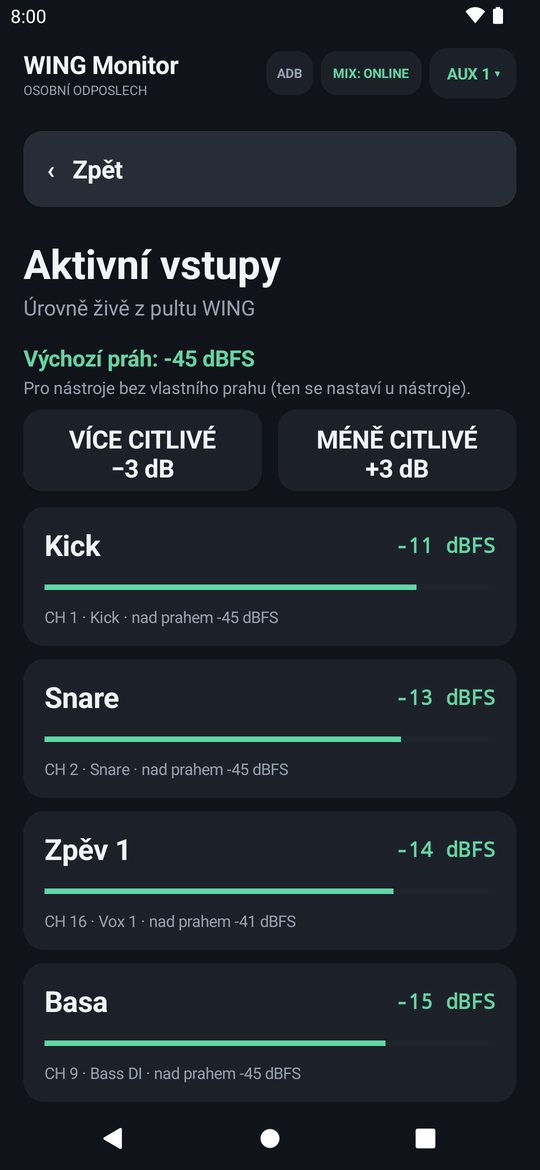 8:00
WING Monitor
OSOBNÍ ODPOSLECH
ADB
MIX: ONLINE
AUX 1 ▾
‹ Zpět
Aktivní vstupy
Úrovně živě z pultu WING
Výchozí práh: -45 dBFS
Pro nástroje bez vlastního prahu (ten se nastaví u nástroje).
VÍCE CITLIVÉ
−3 dB
MÉNĚ CITLIVÉ
+3 dB
Kick
-11 dBFS
CH 1 · Kick · nad prahem -45 dBFS
Snare
-13 dBFS
CH 2 · Snare · nad prahem -45 dBFS
Zpěv 1
-14 dBFS
CH 16 · Vox 1 · nad prahem -41 dBFS
Basa
-15 dBFS
CH 9 · Bass DI · nad prahem -45 dBFS